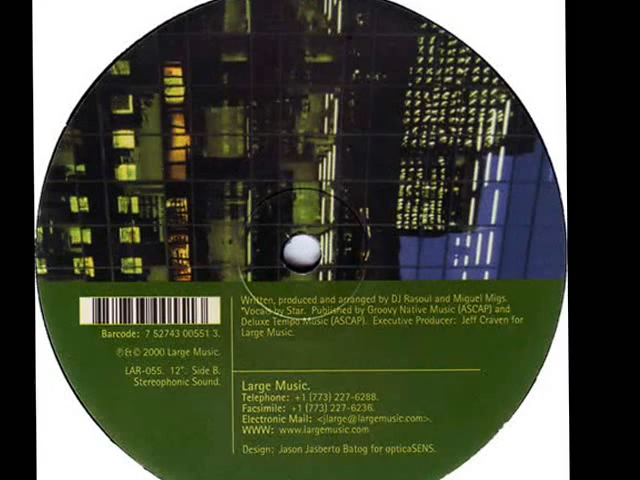 Written, produced and arranged by DJ Rasoul and Miguel Migs.
*Vocals by Star. Published by Groovy Native Music (ASCAP) and
Deluxe Tempo Music (ASCAP). Executive Producer: Jeff Craven for
Large Music.
Barcode: 7 52743 00551 3.
℗&© 2000 Large Music.
LAR-055. 12". Side B.
Stereophonic Sound.
Large Music.
Telephone: +1 (773) 227-6288.
Facsimile: +1 (773) 227-6236.
Electronic Mail: <jlarge@largemusic.com>.
WWW: www.largemusic.com
Design: Jason Jasberto Batog for opticaSENS.